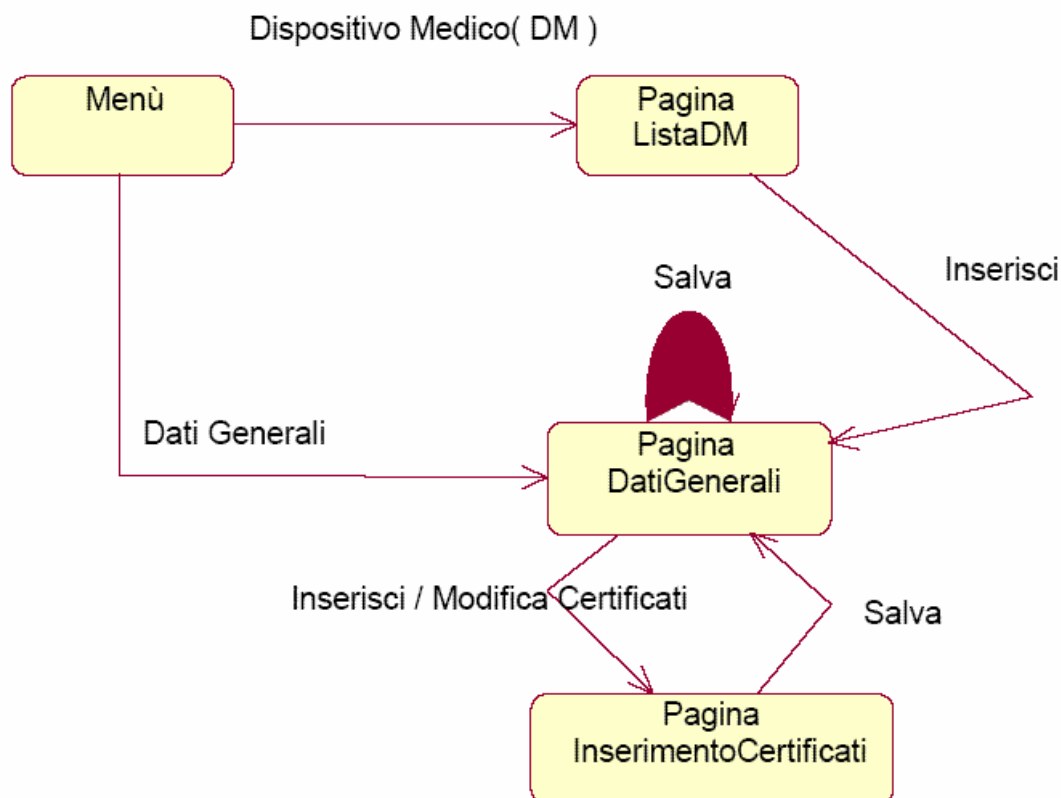 Dispositivo Medico( DM )
Menù
Pagina
ListaDM
Inserisci
Salva
Dati Generali
Pagina
DatiGenerali
Inserisci / Modifica Certificati
Salva
Pagina
InserimentoCertificati